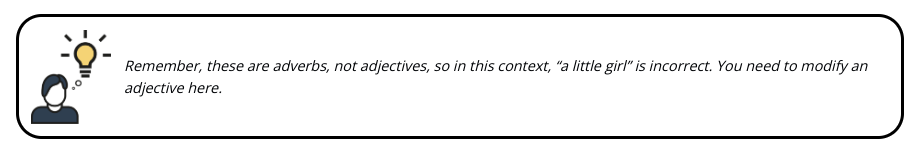 Remember, these are adverbs, not adjectives, so in this context, “a little girl” is incorrect. You need to modify an
adjective here.